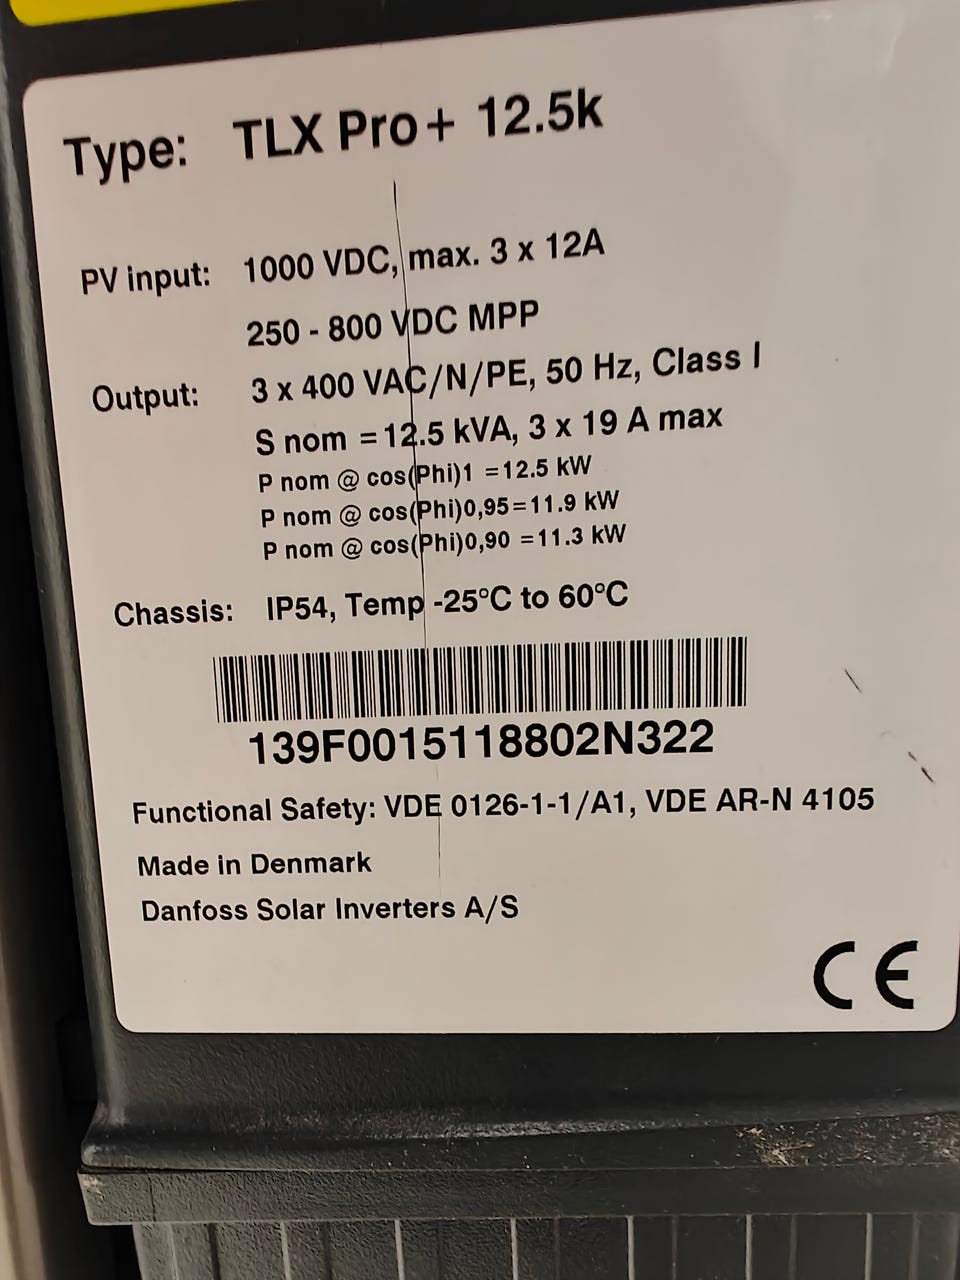 Type: TLX Pro+ 12.5k
PV input: 1000 VDC, max. 3 x 12A
250 - 800 VDC MPP
Output: 3 x 400 VAC/N/PE, 50 Hz, Class I
S nom = 12.5 kVA, 3 x 19 A max
P nom @ cos(Phi)1 = 12.5 kW
P nom @ cos(Phi)0,95 = 11.9 kW
P nom @ cos(Phi)0,90 = 11.3 kW
Chassis: IP54, Temp -25°C to 60°C
139F0015118802N322
Functional Safety: VDE 0126-1-1/A1, VDE AR-N 4105
Made in Denmark
Danfoss Solar Inverters A/S
CE